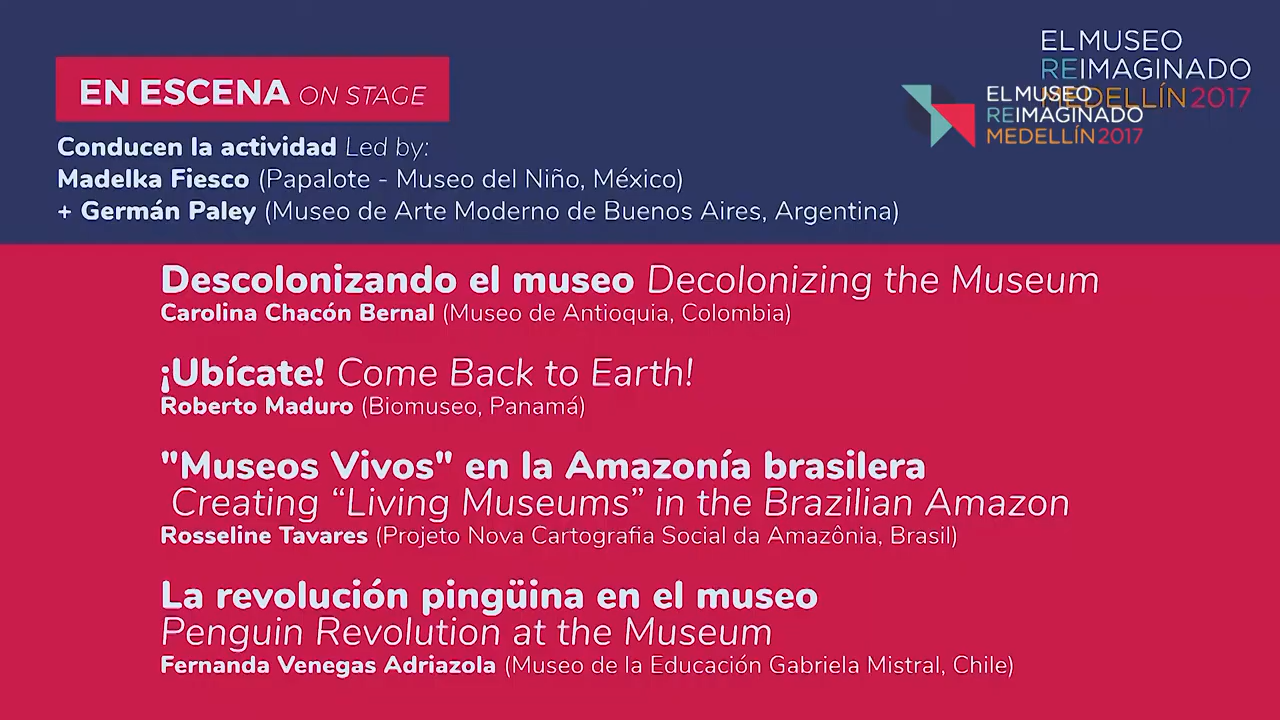 EN ESCENA ON STAGE
Conducen la actividad Led by:
Madelka Fiesco (Papalote - Museo del Niño, México)
+ Germán Paley (Museo de Arte Moderno de Buenos Aires, Argentina)
EL MUSEO
REIMAGINADO
MEDELLÍN 2017
EL MUSEO
REIMAGINADO
MEDELLÍN 2017
Descolonizando el museo Decolonizing the Museum
Carolina Chacón Bernal (Museo de Antioquia, Colombia)
¡Ubícate! Come Back to Earth!
Roberto Maduro (Biomuseo, Panamá)
"Museos Vivos" en la Amazonía brasilera
Creating “Living Museums” in the Brazilian Amazon
Rosseline Tavares (Projeto Nova Cartografia Social da Amazônia, Brasil)
La revolución pingüina en el museo
Penguin Revolution at the Museum
Fernanda Venegas Adriazola (Museo de la Educación Gabriela Mistral, Chile)